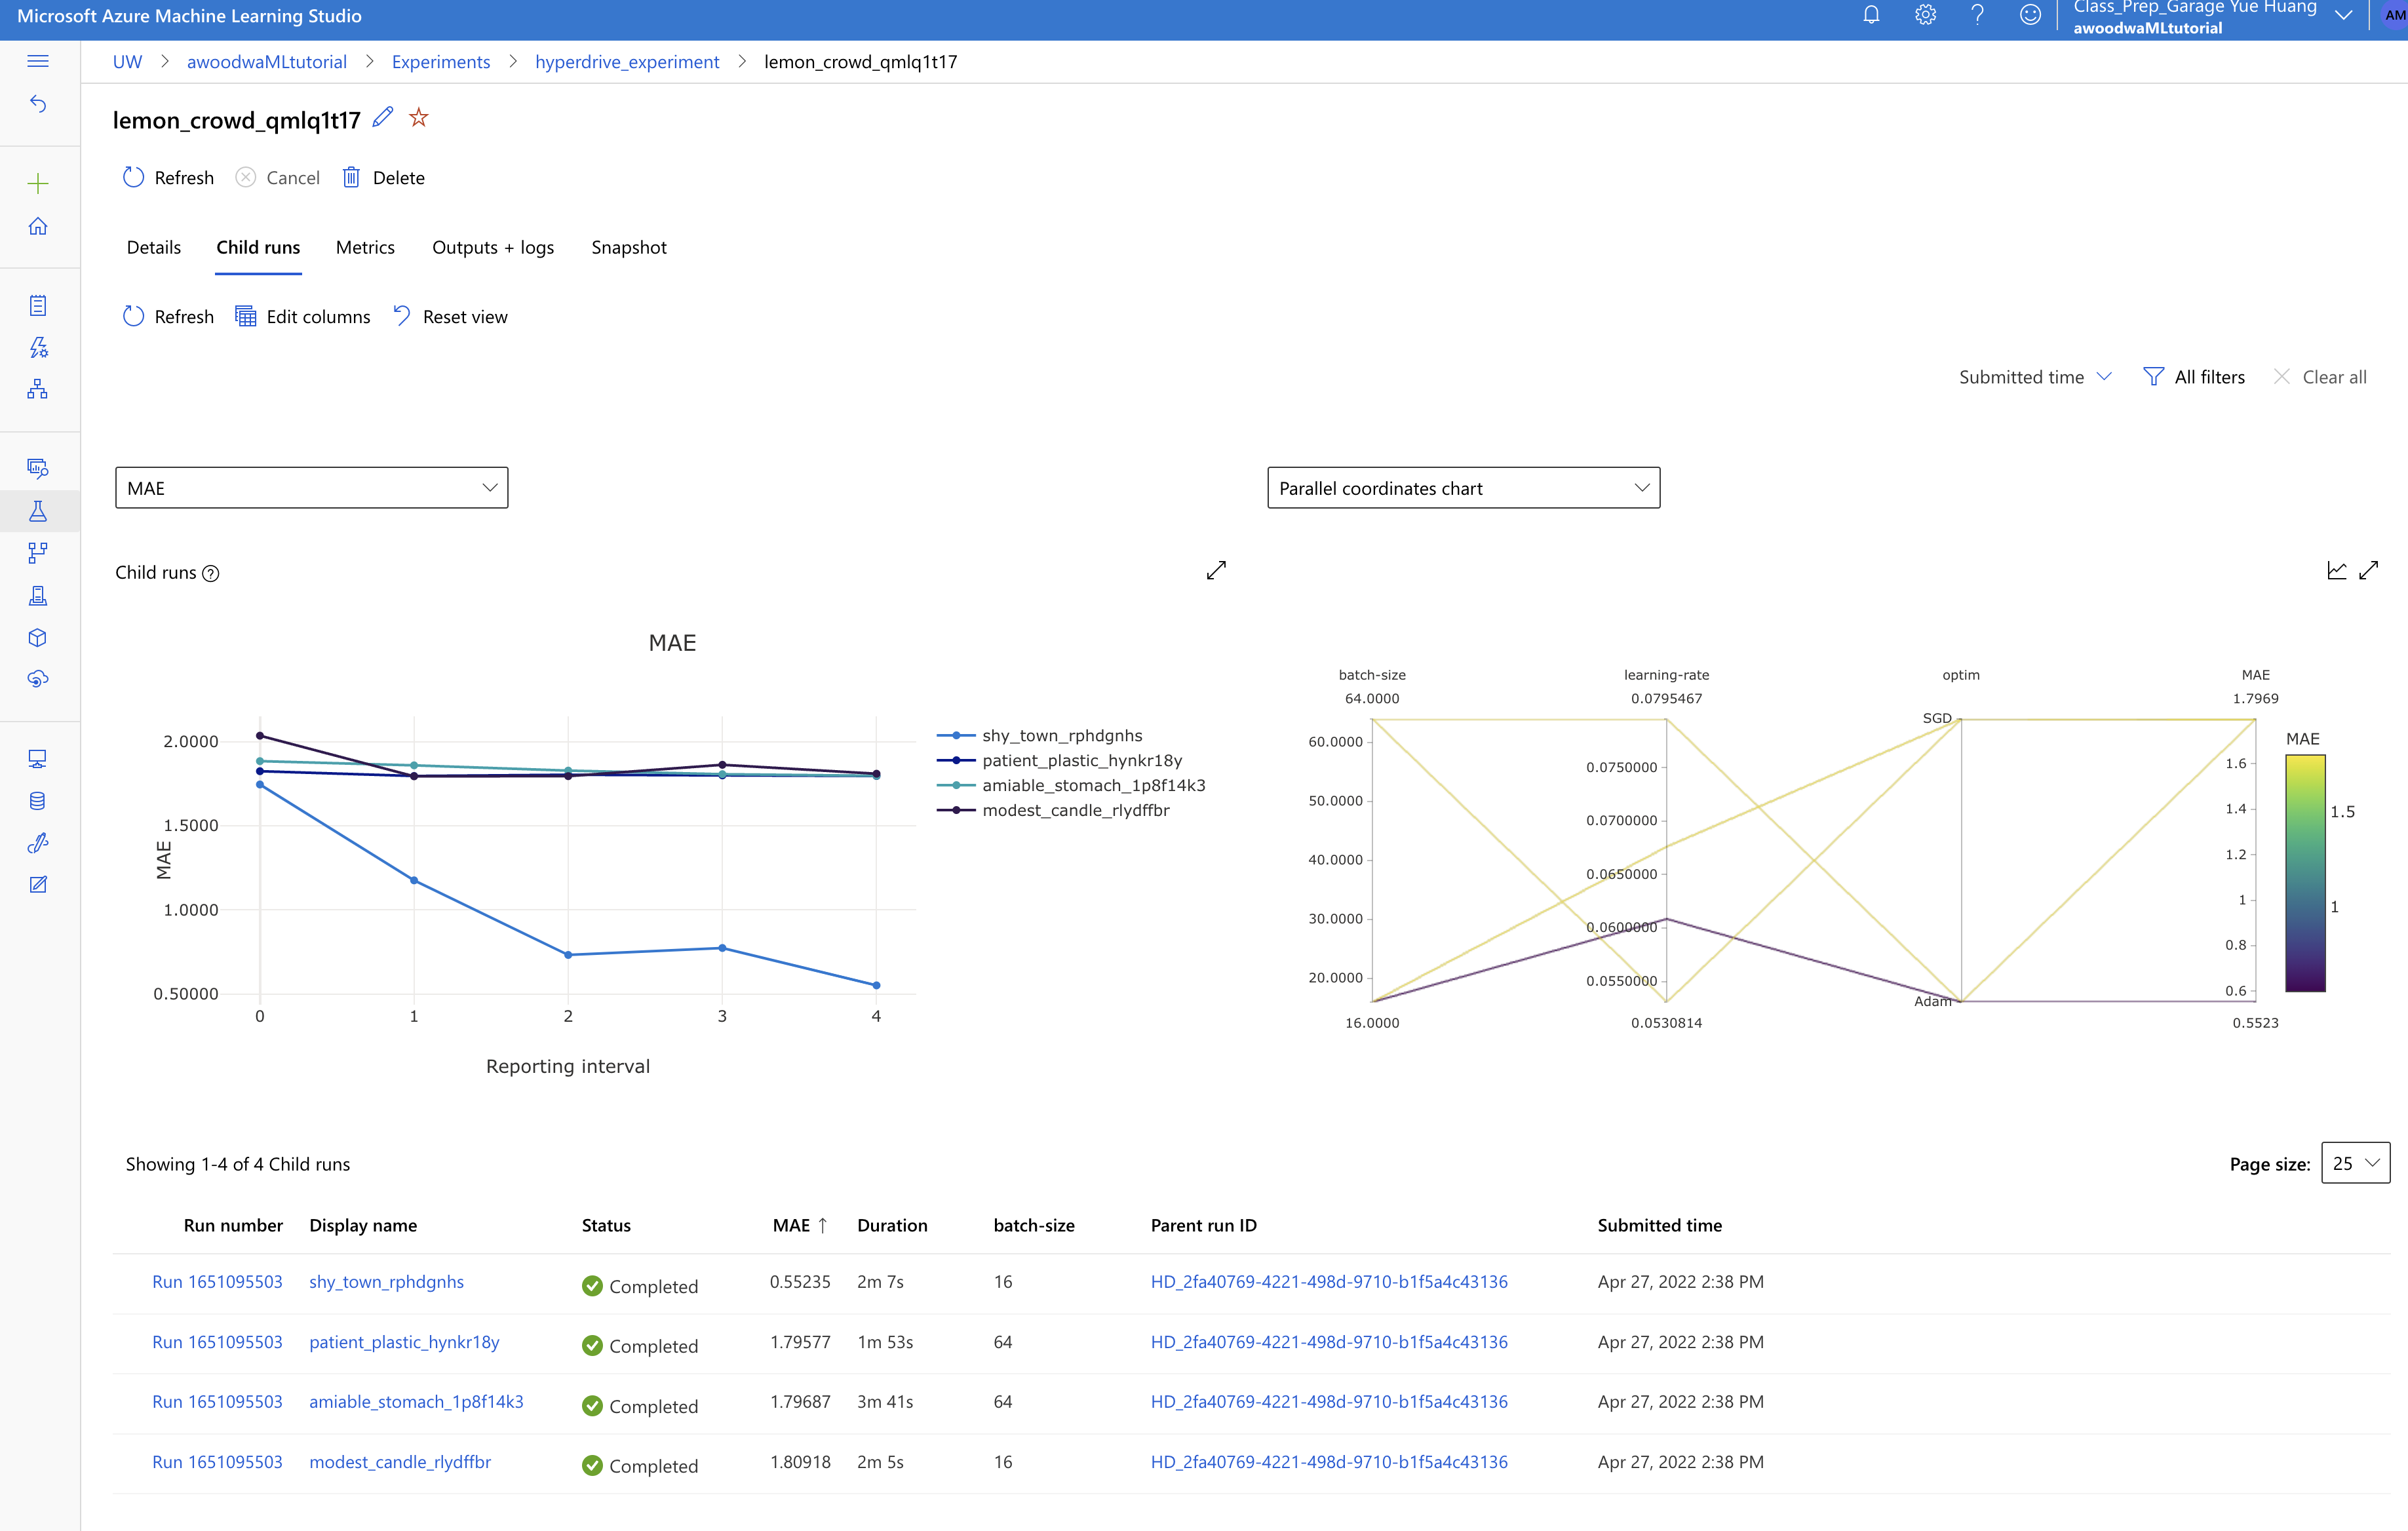 Microsoft Azure Machine Learning Studio
Class_Prep_Garage Yue Huang
awoodwaMLtutorial
AM
UW > awoodwaMLtutorial > Experiments > hyperdrive_experiment > lemon_crowd_qmlq1t17
lemon_crowd_qmlq1t17
Refresh Cancel Delete
Details Child runs Metrics Outputs + logs Snapshot
Refresh Edit columns Reset view
Submitted time All filters Clear all
MAE
Parallel coordinates chart
Child runs
MAE
2.0000
1.5000
1.0000
0.50000
MAE
0 1 2 3 4
Reporting interval
shy_town_rphdgnhs
patient_plastic_hynkr18y
amiable_stomach_1p8f14k3
modest_candle_rlydffbr
batch-size learning-rate optim MAE
64.0000 0.0795467 1.7969
60.0000
50.0000
40.0000
30.0000
20.0000
16.0000
0.0750000
0.0700000
0.0650000
0.0600000
0.0550000
0.0530814
SGD
Adam
1.6
1.4
1.2
1
0.8
0.6
0.5523
MAE
1.5
1
Showing 1-4 of 4 Child runs
Page size: 25
Run number Display name Status MAE ↑ Duration batch-size Parent run ID Submitted time
Run 1651095503 shy_town_rphdgnhs Completed 0.55235 2m 7s 16 HD_2fa40769-4221-498d-9710-b1f5a4c43136 Apr 27, 2022 2:38 PM
Run 1651095503 patient_plastic_hynkr18y Completed 1.79577 1m 53s 64 HD_2fa40769-4221-498d-9710-b1f5a4c43136 Apr 27, 2022 2:38 PM
Run 1651095503 amiable_stomach_1p8f14k3 Completed 1.79687 3m 41s 64 HD_2fa40769-4221-498d-9710-b1f5a4c43136 Apr 27, 2022 2:38 PM
Run 1651095503 modest_candle_rlydffbr Completed 1.80918 2m 5s 16 HD_2fa40769-4221-498d-9710-b1f5a4c43136 Apr 27, 2022 2:38 PM